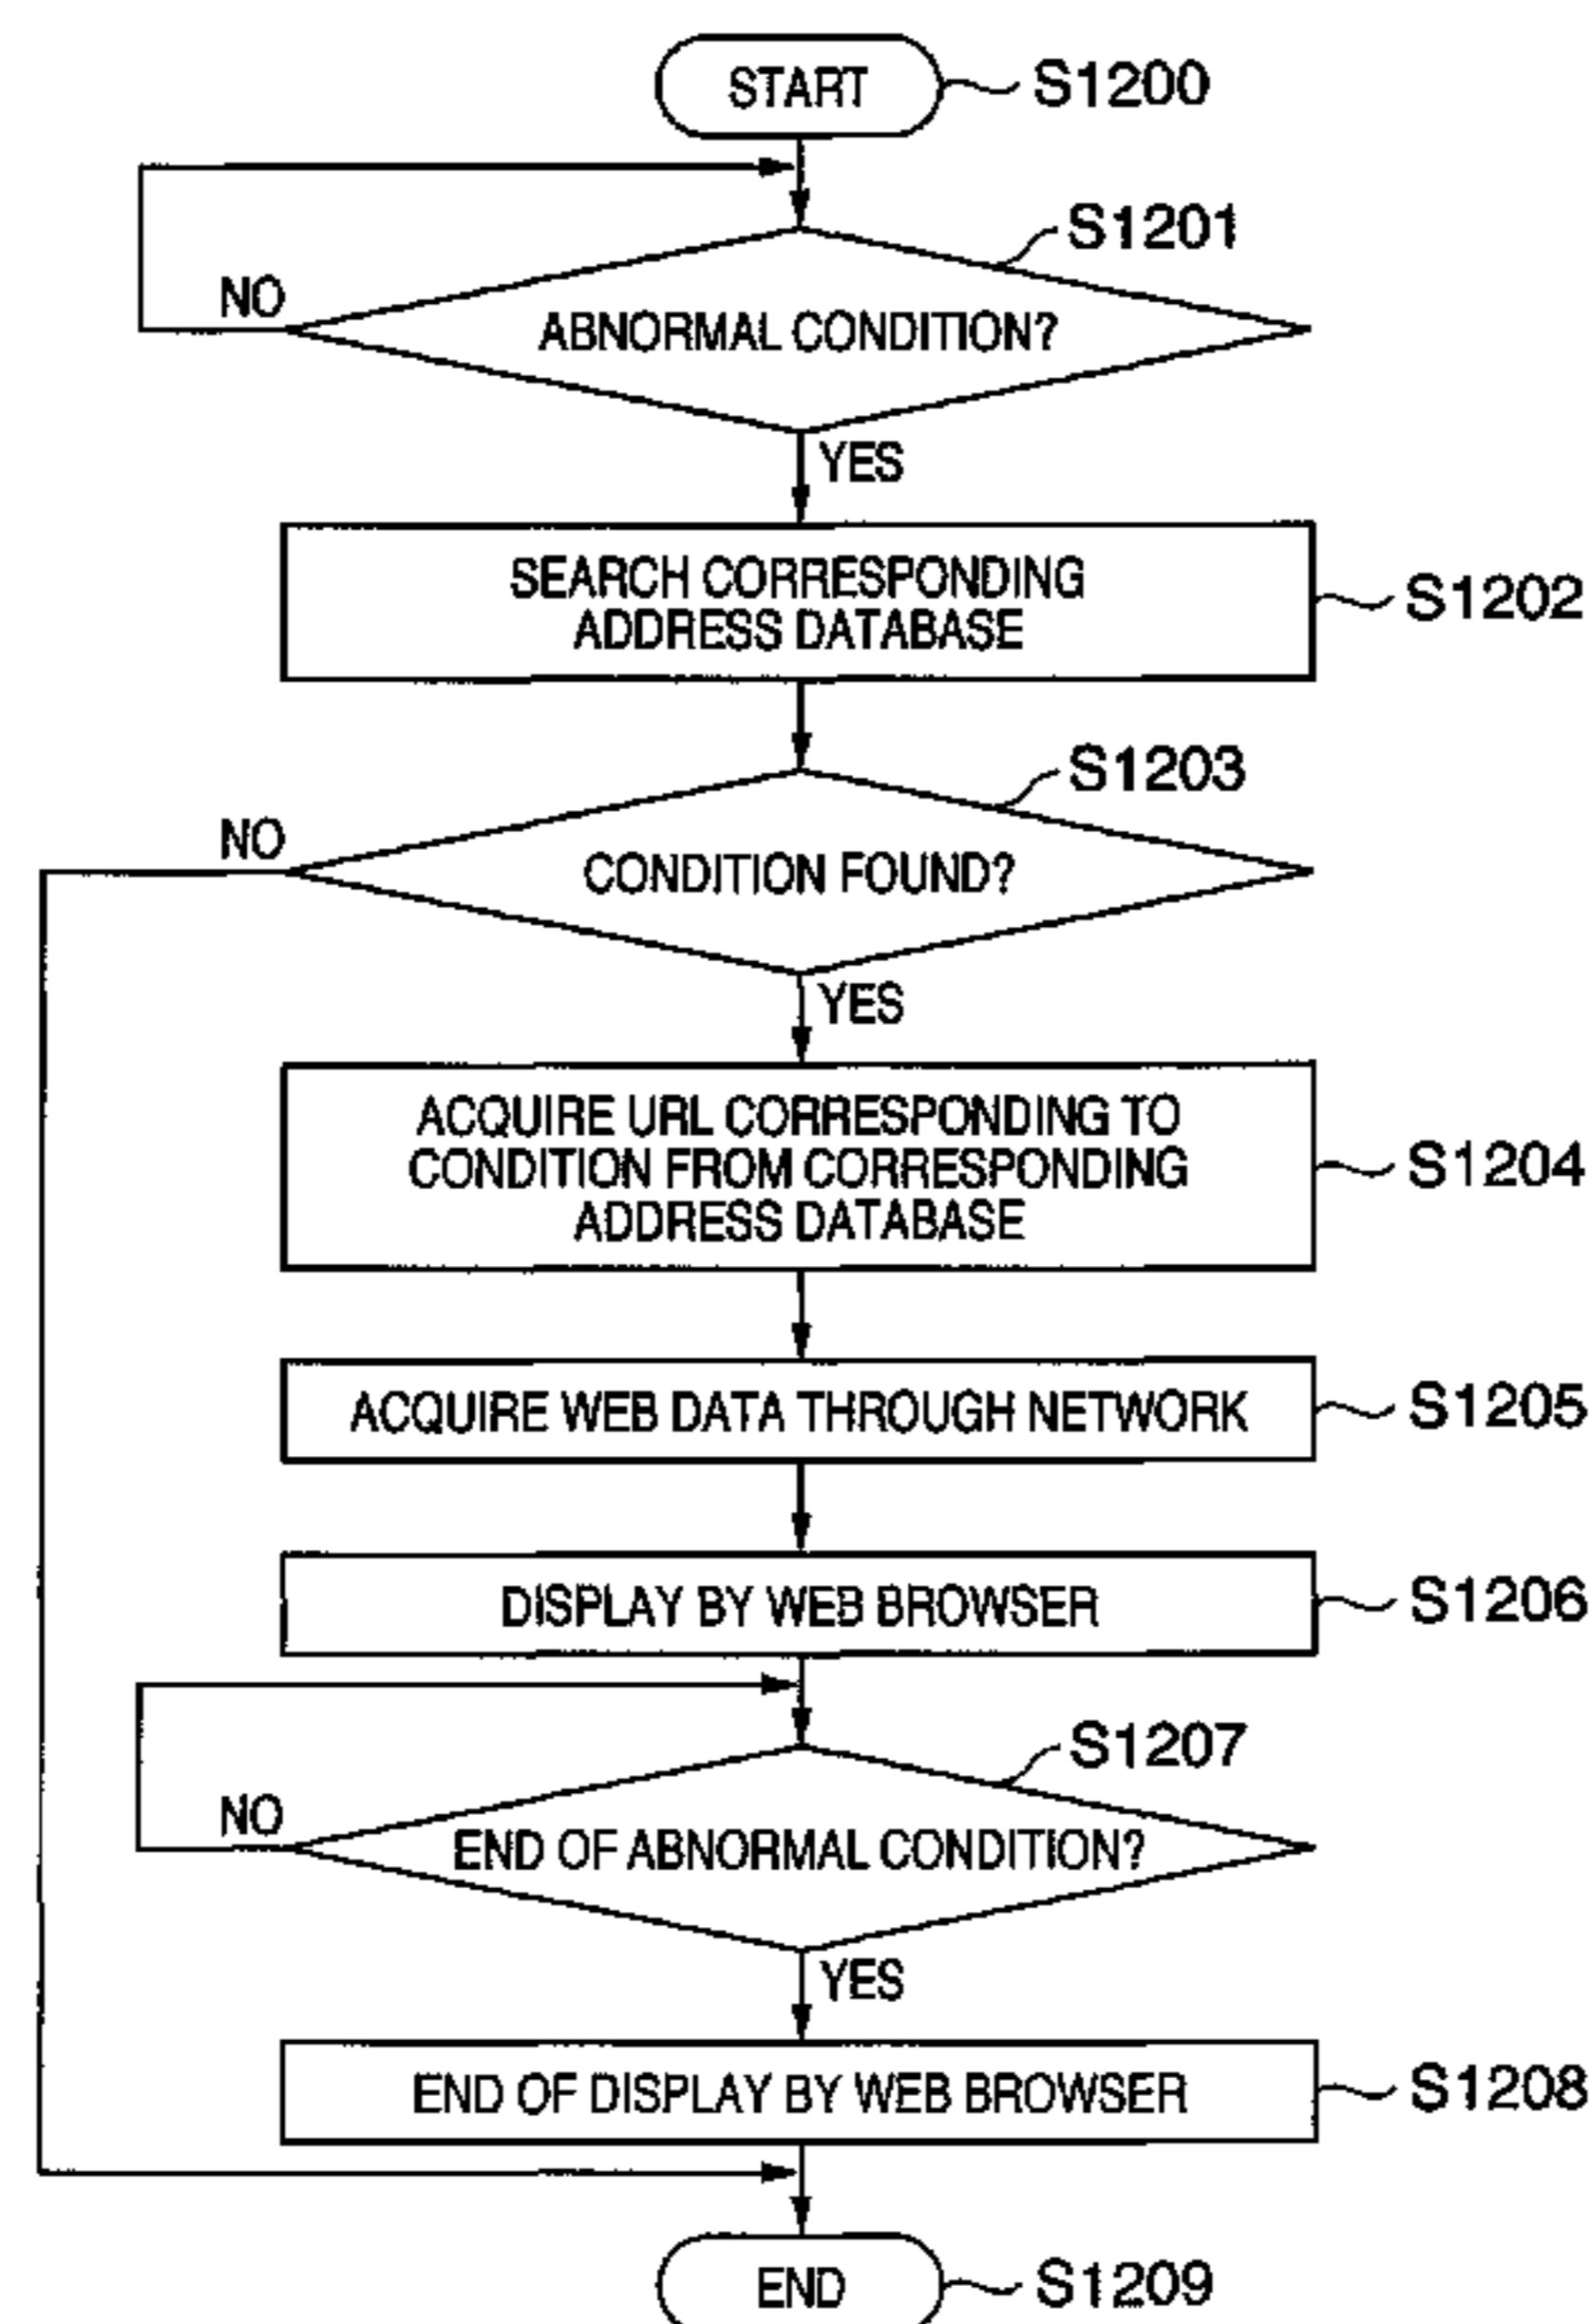 START
S1200
S1201
NO
ABNORMAL CONDITION?
YES
SEARCH CORRESPONDING
ADDRESS DATABASE
S1202
S1203
NO
CONDITION FOUND?
YES
ACQUIRE URL CORRESPONDING TO
CONDITION FROM CORRESPONDING
ADDRESS DATABASE
S1204
ACQUIRE WEB DATA THROUGH NETWORK
S1205
DISPLAY BY WEB BROWSER
S1206
S1207
NO
END OF ABNORMAL CONDITION?
YES
END OF DISPLAY BY WEB BROWSER
S1208
END
S1209